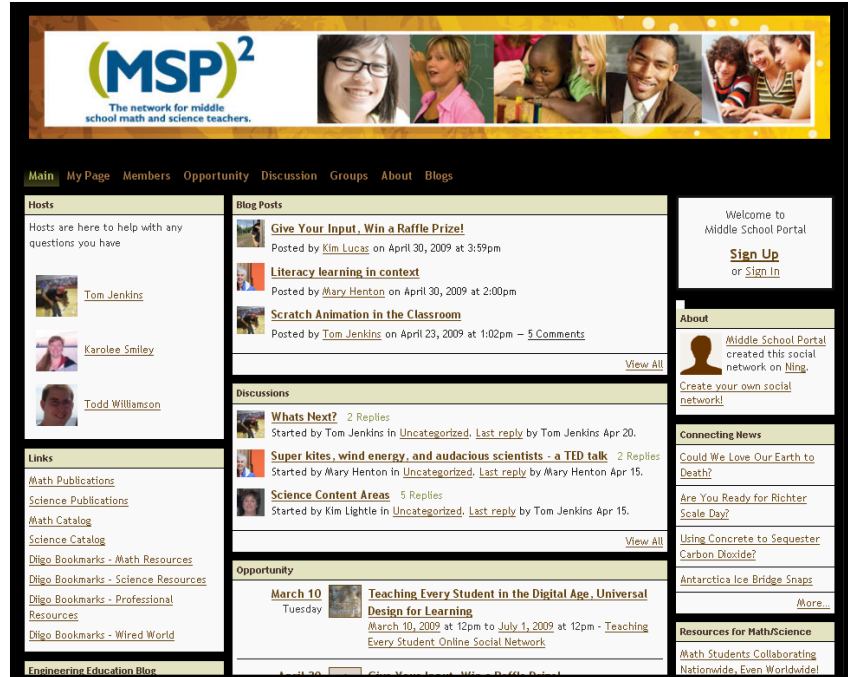 (MSP)2
The network for middle
school math and science teachers.
Main My Page Members Opportunity Discussion Groups About Blogs
Hosts
Hosts are here to help with any
questions you have
Tom Jenkins
Karolee Smiley
Todd Williamson
Links
Math Publications
Science Publications
Math Catalog
Science Catalog
Diigo Bookmarks - Math Resources
Diigo Bookmarks - Science Resources
Diigo Bookmarks - Professional
Resources
Diigo Bookmarks - Wired World
Engineering Education Blog
Blog Posts
Give Your Input, Win a Raffle Prize!
Posted by Kim Lucas on April 30, 2009 at 3:59pm
Literacy learning in context
Posted by Mary Henton on April 30, 2009 at 2:00pm
Scratch Animation in the Classroom
Posted by Tom Jenkins on April 23, 2009 at 1:02pm – 5 Comments
View All
Discussions
Whats Next? 2 Replies
Started by Tom Jenkins in Uncategorized. Last reply by Tom Jenkins Apr 20.
Super kites, wind energy, and audacious scientists - a TED talk 2 Replies
Started by Mary Henton in Uncategorized. Last reply by Mary Henton Apr 15.
Science Content Areas 5 Replies
Started by Kim Lightle in Uncategorized. Last reply by Tom Jenkins Apr 15.
View All
Opportunity
March 10
Tuesday
Teaching Every Student in the Digital Age, Universal
Design for Learning
March 10, 2009 at 12pm to July 1, 2009 at 12pm - Teaching
Every Student Online Social Network
April 30 Give Your Input, Win a Raffle Prize!
Welcome to
Middle School Portal
Sign Up
or Sign In
About
Middle School Portal
created this social
network on Ning.
Create your own social
network!
Connecting News
Could We Love Our Earth to
Death?
Are You Ready for Richter
Scale Day?
Using Concrete to Sequester
Carbon Dioxide?
Antarctica Ice Bridge Snaps
More...
Resources for Math/Science
Math Students Collaborating
Nationwide, Even Worldwide!